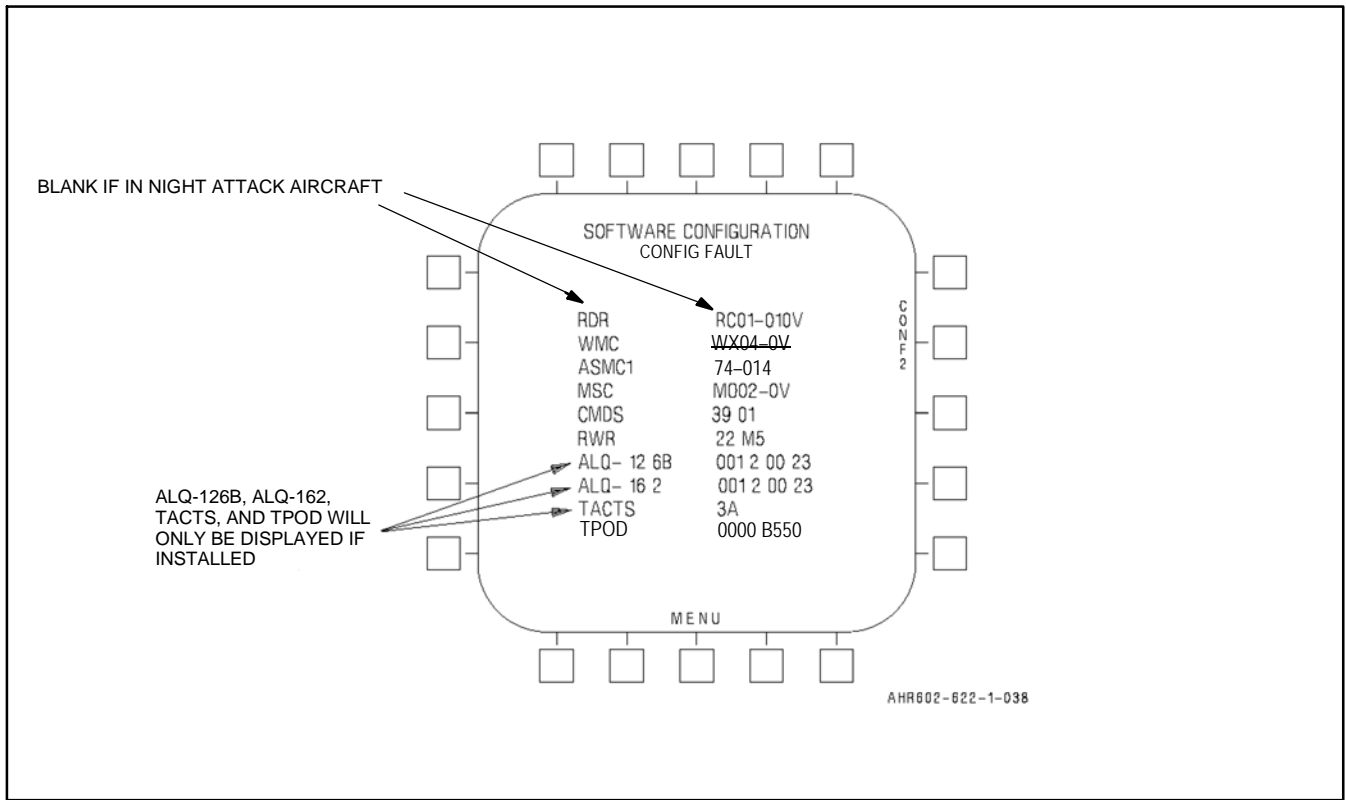 BLANK IF IN NIGHT ATTACK AIRCRAFT
SOFTWARE CONFIGURATION
CONFIG FAULT
RDR RC01-010V
WMC WX04-0V
ASMC1 74-014
MSC M002-0V
CMDS 39 01
RWR 22 M5
ALQ- 12 6B 001 2 00 23
ALQ- 16 2 001 2 00 23
TACTS 3A
TPOD 0000 B550
CONF2
ALQ-126B, ALQ-162,
TACTS, AND TPOD WILL
ONLY BE DISPLAYED IF
INSTALLED
MENU
AHR602-622-1-038